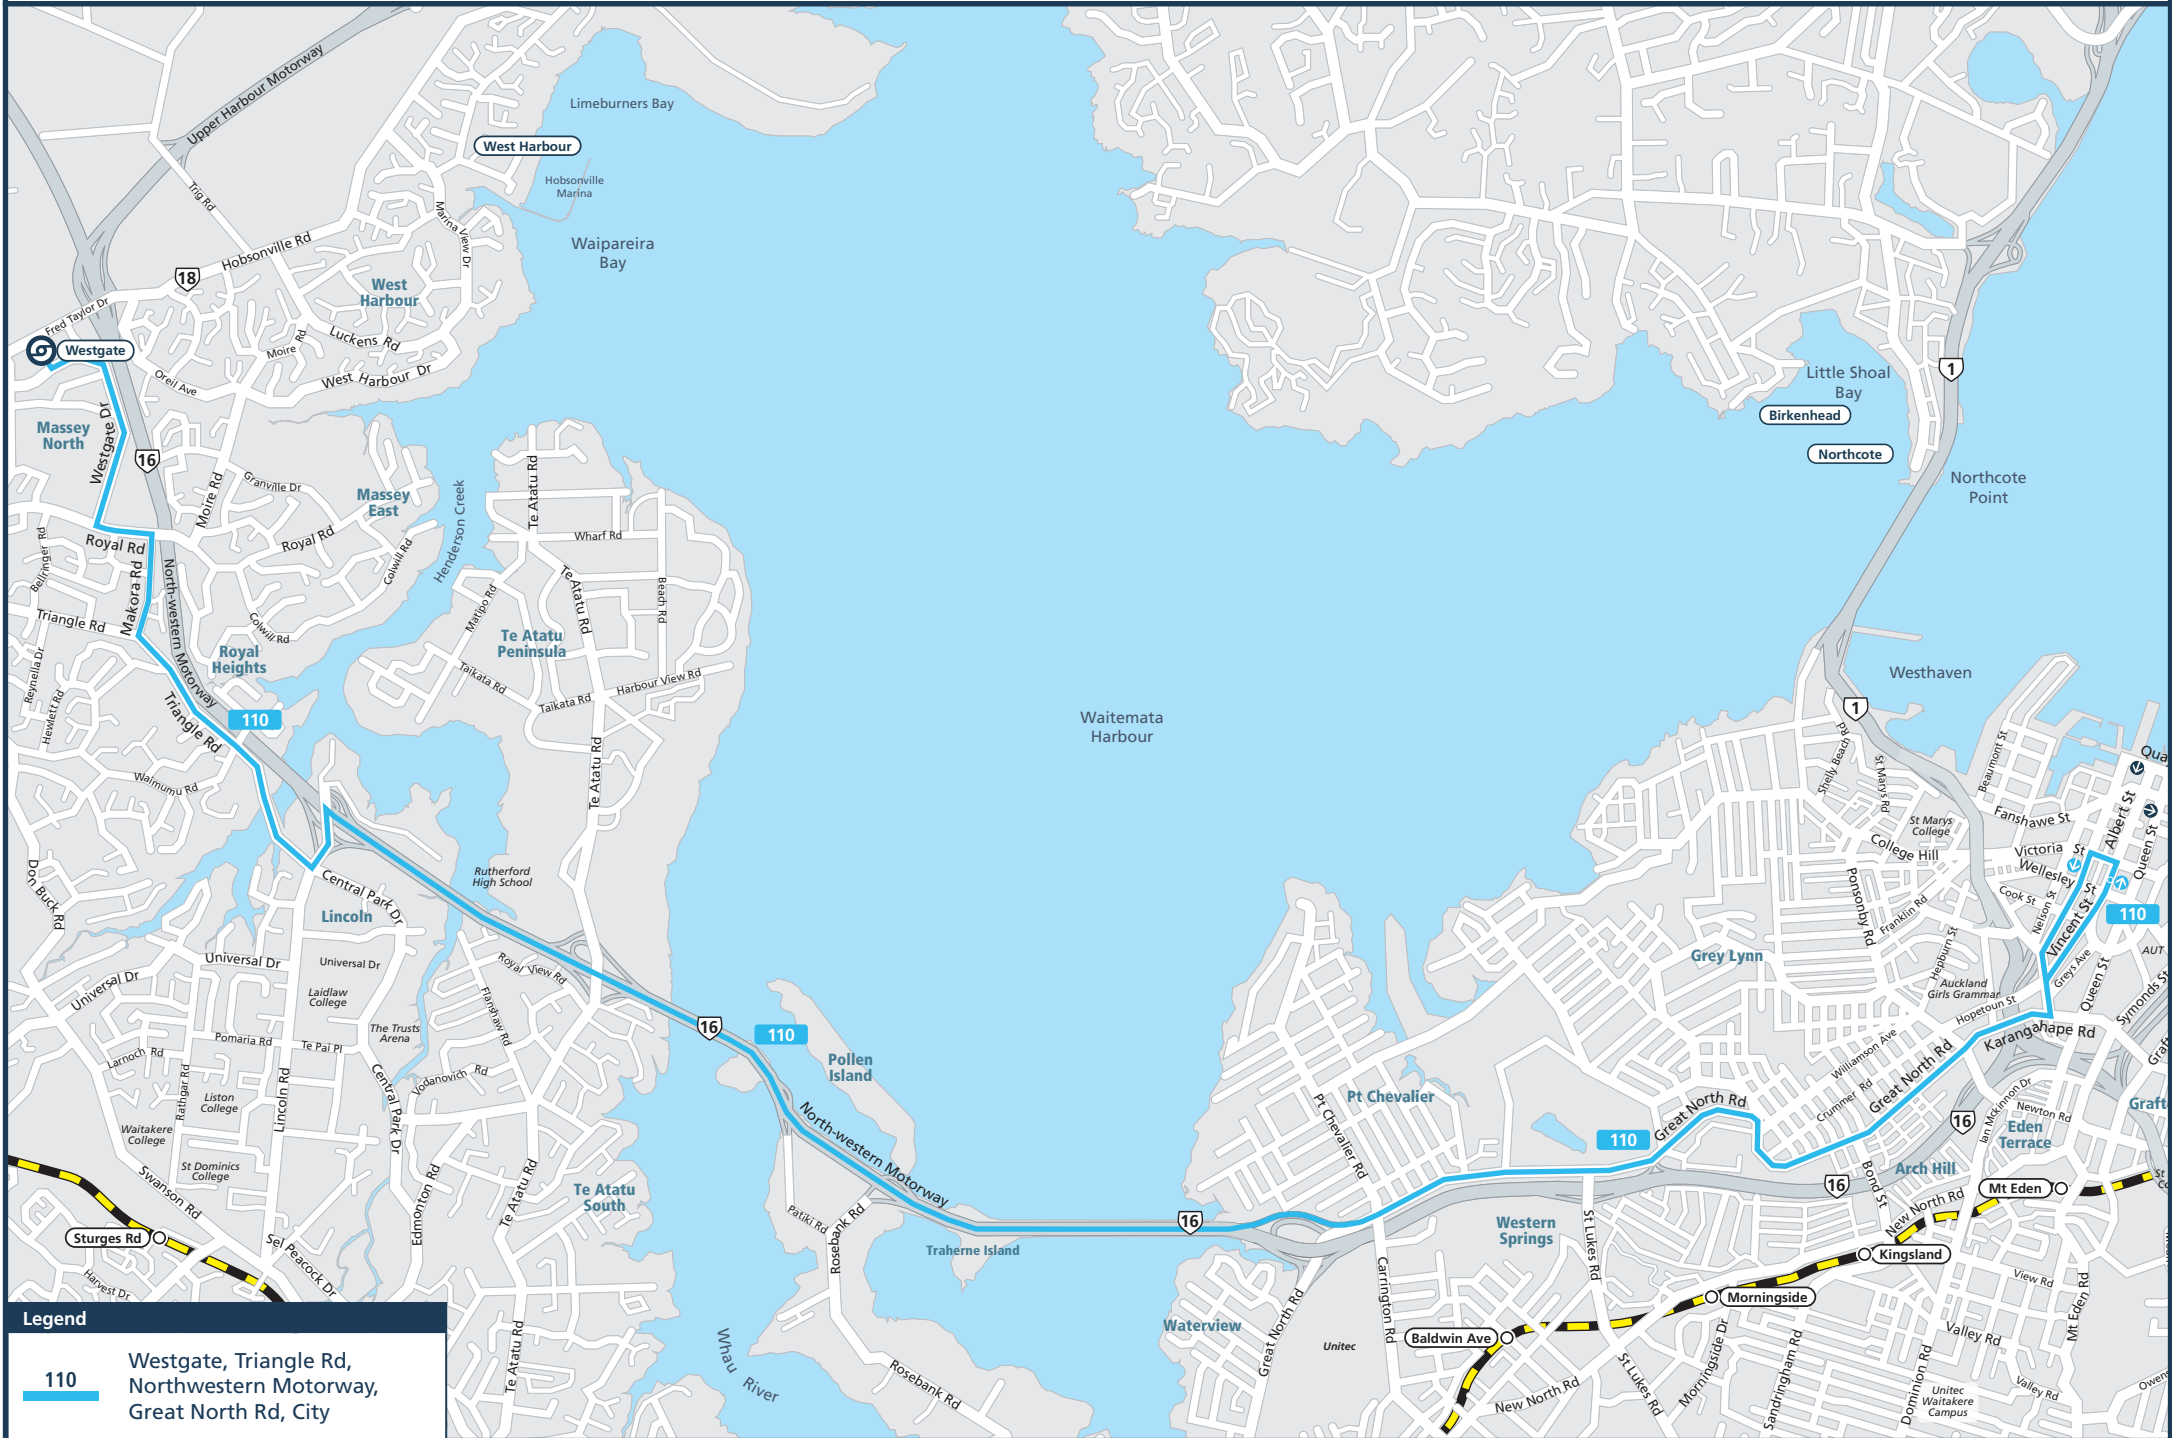 Upper Harbour Motorway
Limeburners Bay
West Harbour
Hobsonville
Marina
Trig Rd
Marina View Dr
Hobsonville Rd
Waipareira
Bay
18
West
Harbour
Fred Taylor Dr
Luckens Rd
Moire Rd
Westgate
West Harbour Dr
Oreil Ave
1
Little Shoal
Bay
Birkenhead
Northcote
Northcote
Point
Massey
North
Westgate Dr
16
Moire Rd
Granville Dr
Massey
East
Henderson Creek
Te Atatu Rd
Wharf Rd
Royal Rd
Royal Rd
Colwill Rd
Bellringer Rd
Makora Rd
North-western Motorway
Te Atatu Rd
Beach Rd
Matipo Rd
Triangle Rd
Colwill Rd
Royal
Heights
Te Atatu
Peninsula
Taikata Rd
Taikata Rd
Harbour View Rd
Reynella Dr
Hewlett Rd
Triangle Rd
110
Waitemata
Harbour
Westhaven
1
Shelly Beach Rd
St Marys Rd
Beaumont St
Qua
Waimumu Rd
Te Atatu Rd
Fanshawe St
Albert St
Queen St
St Marys
College
College Hill
Victoria St
Wellesley St
Cook St
Nelson St
Vincent St
110
Don Buck Rd
Rutherford
High School
Central Park Dr
Lincoln
Ponsonby Rd
Franklin Rd
Hepburn St
Greys Ave
AUT
Grey Lynn
Universal Dr
Universal Dr
Universal Dr
Royal View Rd
Flanshaw Rd
Laidlaw
College
The Trusts
Arena
Auckland
Girls Grammar
Hopetoun St
Queen St
Symonds St
Karangahape Rd
Graft
16
110
Pollen
Island
Pomaria Rd
Te Pai Pl
Larnoch Rd
Rathgar Rd
Lincoln Rd
Central Park Dr
Vodanovich Rd
Liston
College
Waitakere
College
St Dominics
College
Swanson Rd
North-western Motorway
Pt Chevalier
Pt Chevalier Rd
110
Great North Rd
Williamson Ave
Crummer Rd
Great North Rd
16
Ian Mckinnon Dr
Newton Rd
Eden
Terrace
Graft
Arch Hill
Bond St
16
Mt Eden
St
Co
New North Rd
Te Atatu
South
Te Atatu Rd
Edmonton Rd
Patiki Rd
Rosebank Rd
Traherne Island
16
Western
Springs
St Lukes Rd
Kingsland
Sturges Rd
Sel Peacock Dr
Harvest Dr
View Rd
Mt Eden Rd
Morningside
Waterview
Great North Rd
Unitec
Carrington Rd
Baldwin Ave
Morningside Dr
Sandringham Rd
Valley Rd
Dominion Rd
Valley Rd
Owens
New North Rd
St Lukes Rd
Unitec
Waitakere
Campus
Te Atatu Rd
Whau River
Rosebank Rd
Legend
110
Westgate, Triangle Rd,
Northwestern Motorway,
Great North Rd, City